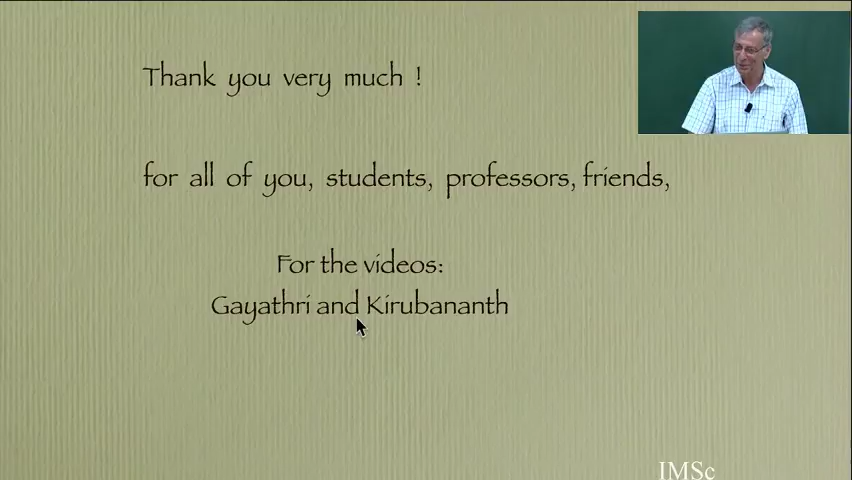 Thank you very much !
for all of you, students, professors, friends,
For the videos:
Gayathri and Kirubananth
IMSc